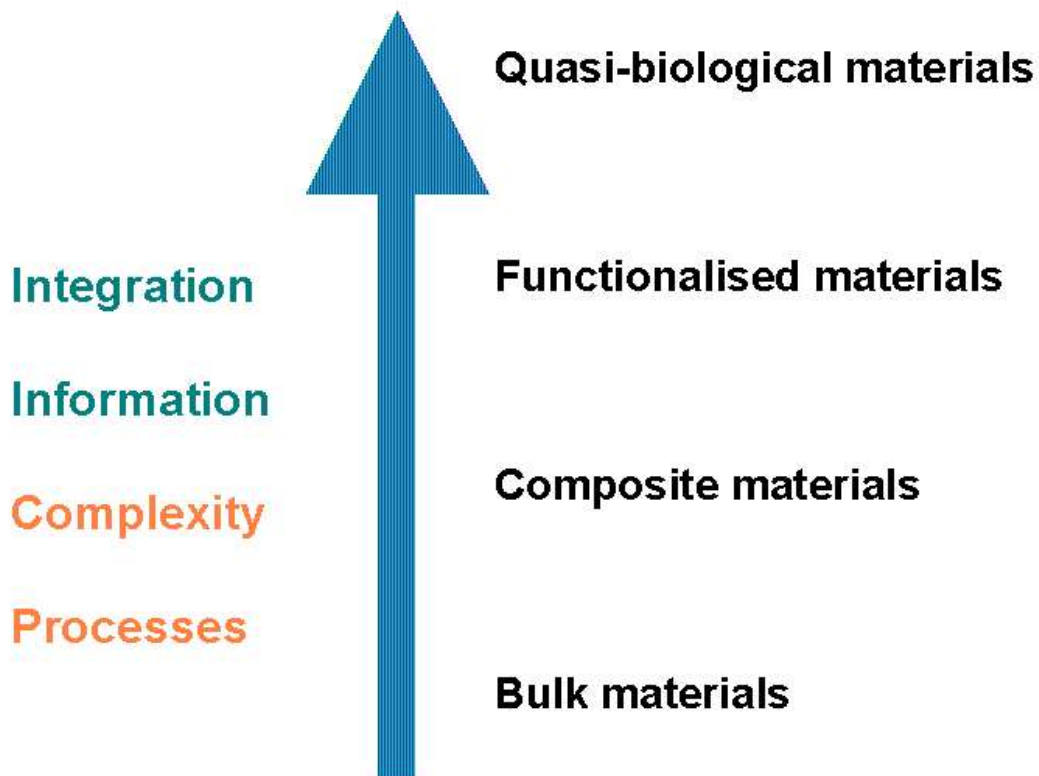 Quasi-biological materials
Integration
Functionalised materials
Information
Complexity
Composite materials
Processes
Bulk materials